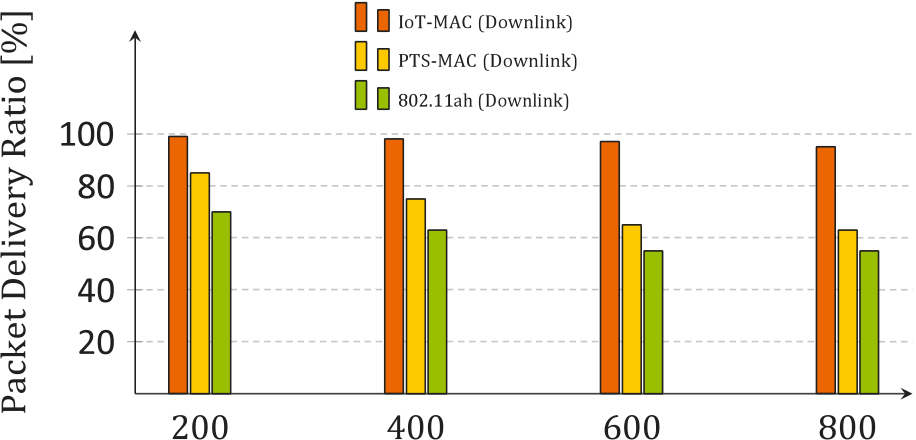 Packet Delivery Ratio [%]
IoT-MAC (Downlink)
PTS-MAC (Downlink)
802.11ah (Downlink)
100
80
60
40
20
200 400 600 800